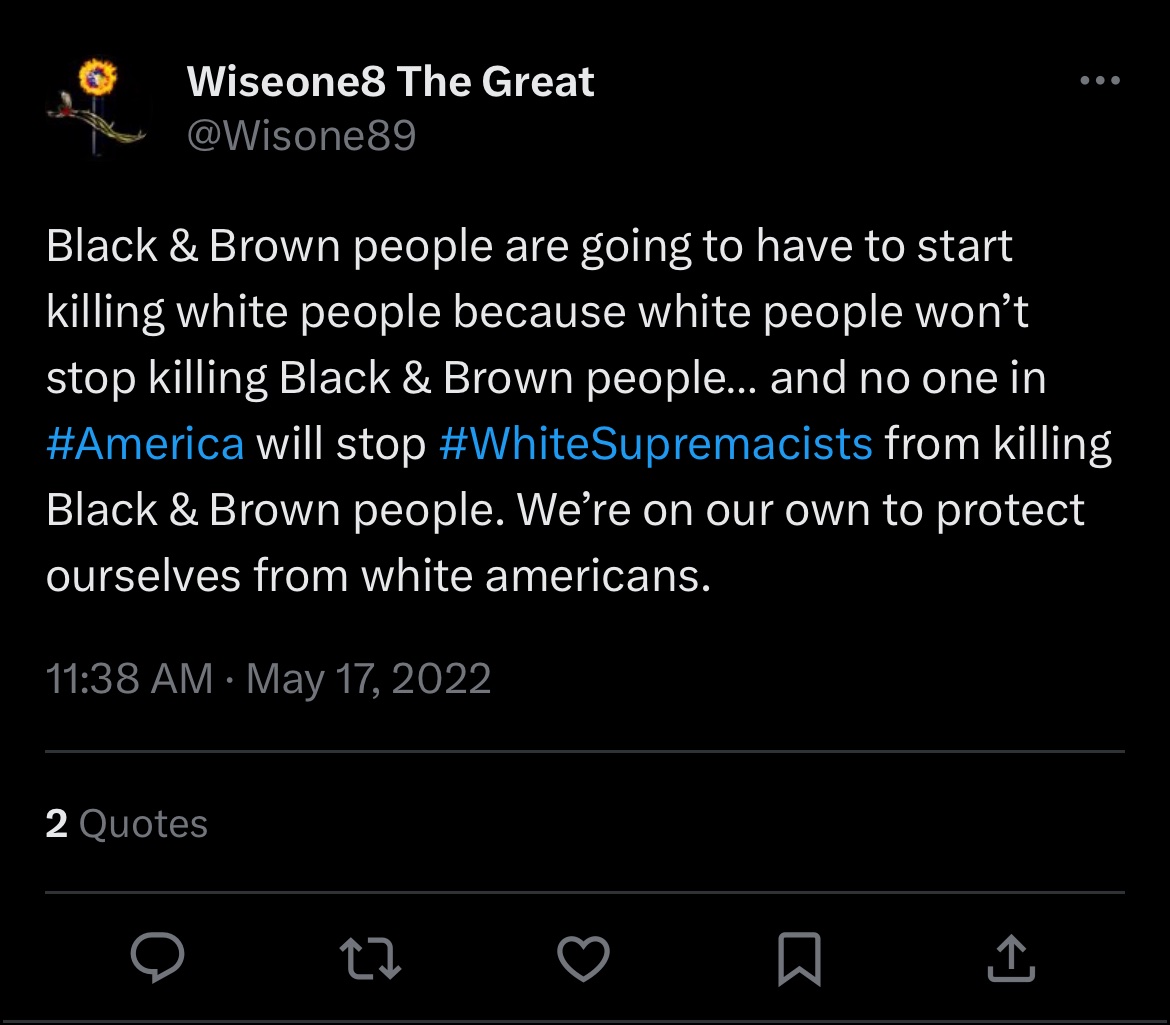 Wiseone8 The Great
@Wisone89
Black & Brown people are going to have to start
killing white people because white people won’t
stop killing Black & Brown people... and no one in
#America will stop #WhiteSupremacists from killing
Black & Brown people. We’re on our own to protect
ourselves from white americans.
11:38 AM · May 17, 2022
2 Quotes